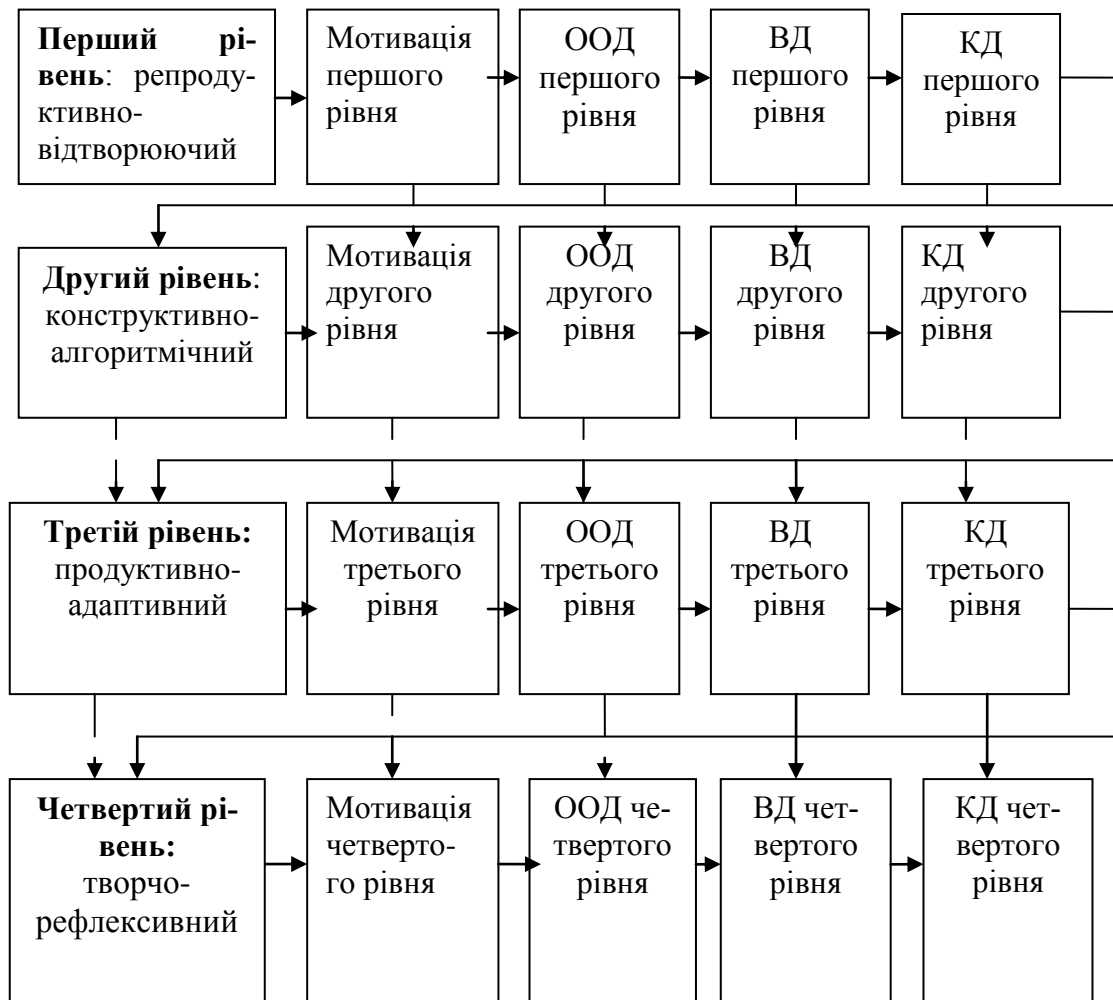 Перший рі-
вень: репроду-
ктивно-
відтворюючий
Мотивація
першого
рівня
ООД
першого
рівня
ВД
першого
рівня
КД
першого
рівня
Другий рівень:
конструктивно-
алгоритмічний
Мотивація
другого
рівня
ООД
другого
рівня
ВД
другого
рівня
КД
другого
рівня
Третій рівень:
продуктивно-
адаптивний
Мотивація
третього
рівня
ООД
третього
рівня
ВД
третього
рівня
КД
третього
рівня
Четвертий рі-
вень:
творчо-
рефлексивний
Мотивація
четверто-
го рівня
ООД че-
твертого
рівня
ВД чет-
вертого
рівня
КД чет-
вертого
рівня